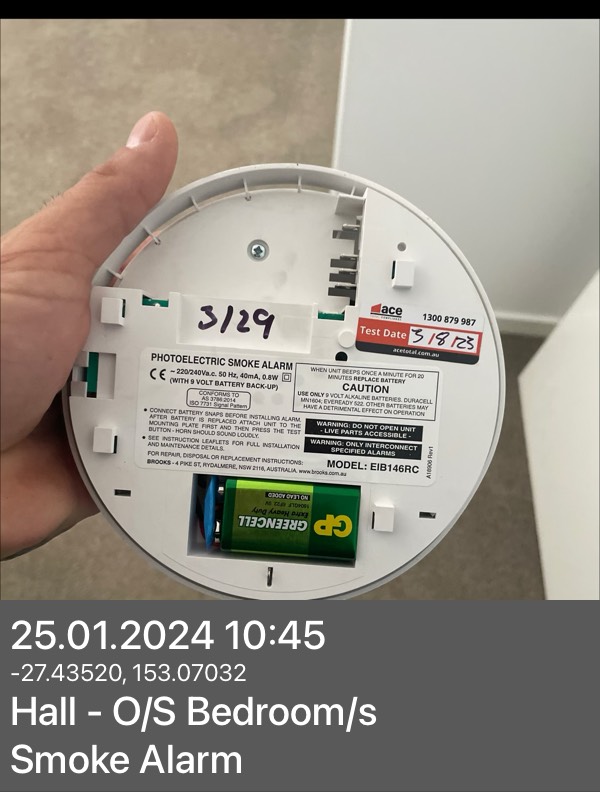 3/29
ace
1300 879 987
Test Date 3/8/23
acetotal.com.au
PHOTOELECTRIC SMOKE ALARM
CE ~ 220/240Va.c. 50 Hz, 40mA, 0.8W
(WITH 9 VOLT BATTERY BACK-UP)
CONFORMS TO
AS 3786:2014
ISO 7731 Signal Pattern
WHEN UNIT BEEPS ONCE A MINUTE FOR 20
MINUTES REPLACE BATTERY
CAUTION
USE ONLY 9 VOLT ALKALINE BATTERIES. DURACELL
MN1604; EVEREADY 522. OTHER BATTERIES MAY
HAVE A DETRIMENTAL EFFECT ON OPERATION
• CONNECT BATTERY SNAPS BEFORE INSTALLING ALARM.
AFTER BATTERY IS REPLACED ATTACH UNIT TO THE
MOUNTING PLATE FIRST AND THEN PRESS THE TEST
BUTTON - HORN SHOULD SOUND LOUDLY.
• SEE INSTRUCTION LEAFLETS FOR FULL INSTALLATION
AND MAINTENANCE DETAILS.
WARNING: DO NOT OPEN UNIT
- LIVE PARTS ACCESSIBLE -
WARNING: ONLY INTERCONNECT
SPECIFIED ALARMS
FOR REPAIR, DISPOSAL OR REPLACEMENT INSTRUCTIONS:
BROOKS - 4 PIKE ST, RYDALMERE, NSW 2116, AUSTRALIA. www.brooks.com.au
MODEL: EIB146RC
A18906 Rev1
GP
GREENCELL
Extra Heavy Duty
NO LEAD ADDED
25.01.2024 10:45
-27.43520, 153.07032
Hall - O/S Bedroom/s
Smoke Alarm